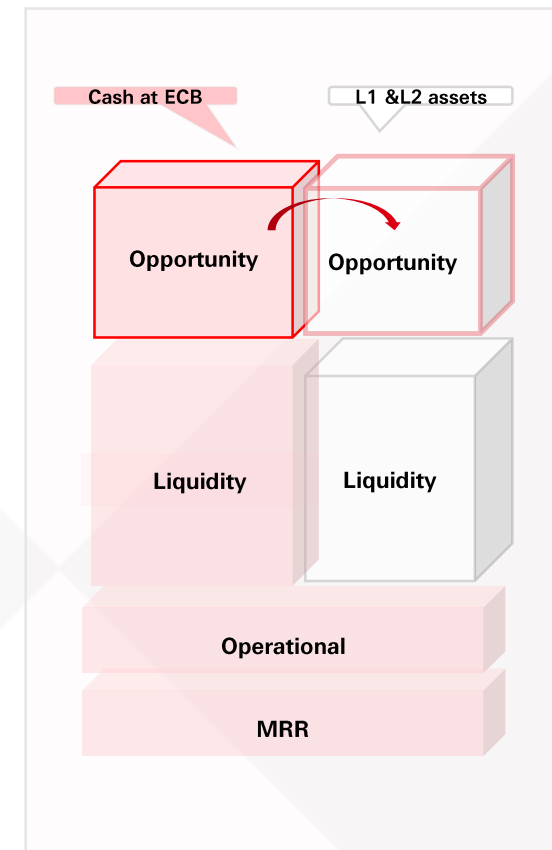 Cash at ECB
L1 &L2 assets
Opportunity
Opportunity
Liquidity
Liquidity
Operational
MRR